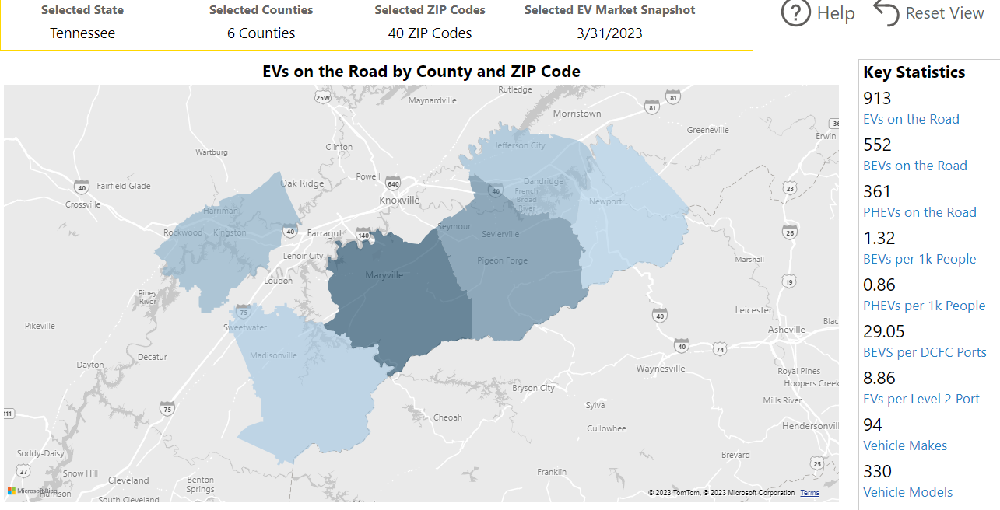 Selected State Selected Counties Selected ZIP Codes Selected EV Market Snapshot
Tennessee 6 Counties 40 ZIP Codes 3/31/2023
? Help Reset View
EVs on the Road by County and ZIP Code
Rutledge
25W Maynardville 81
81
Morristown
36
Greeneville
Erwin
Clinton Jefferson City
Wartburg
Powell
40 Fairfield Glade Oak Ridge 640 Dandridge 23
40
French
Broad
River
Crossville Knoxville Newport
Harriman
Rockwood Kingston 40 Farragut 140 Seymour Sevierville 26
Lenoir City Pigeon Forge Marshall
Maryville
Loudon 19
Piney
River
75 Leicester
40
Pikeville Sweetwater Asheville Blac
40 74
Decatur Madisonville
Dayton Waynesville Royal Pines
Hoopers Creek
Bryson City
Mills River
111 75 Sylva
Cheoah
Cullowhee Hendersonvil
Soddy-Daisy Brevard
25
27 Snow Hill Franklin
Cleveland Benton
Springs
Microsoft Bing
Harrison
South Cleveland
© 2023 TomTom, © 2023 Microsoft Corporation Terms
Key Statistics
913
EVs on the Road
552
BEVs on the Road
361
PHEVs on the Road
1.32
BEVs per 1k People
0.86
PHEVs per 1k People
29.05
BEVS per DCFC Ports
8.86
EVs per Level 2 Port
94
Vehicle Makes
330
Vehicle Models